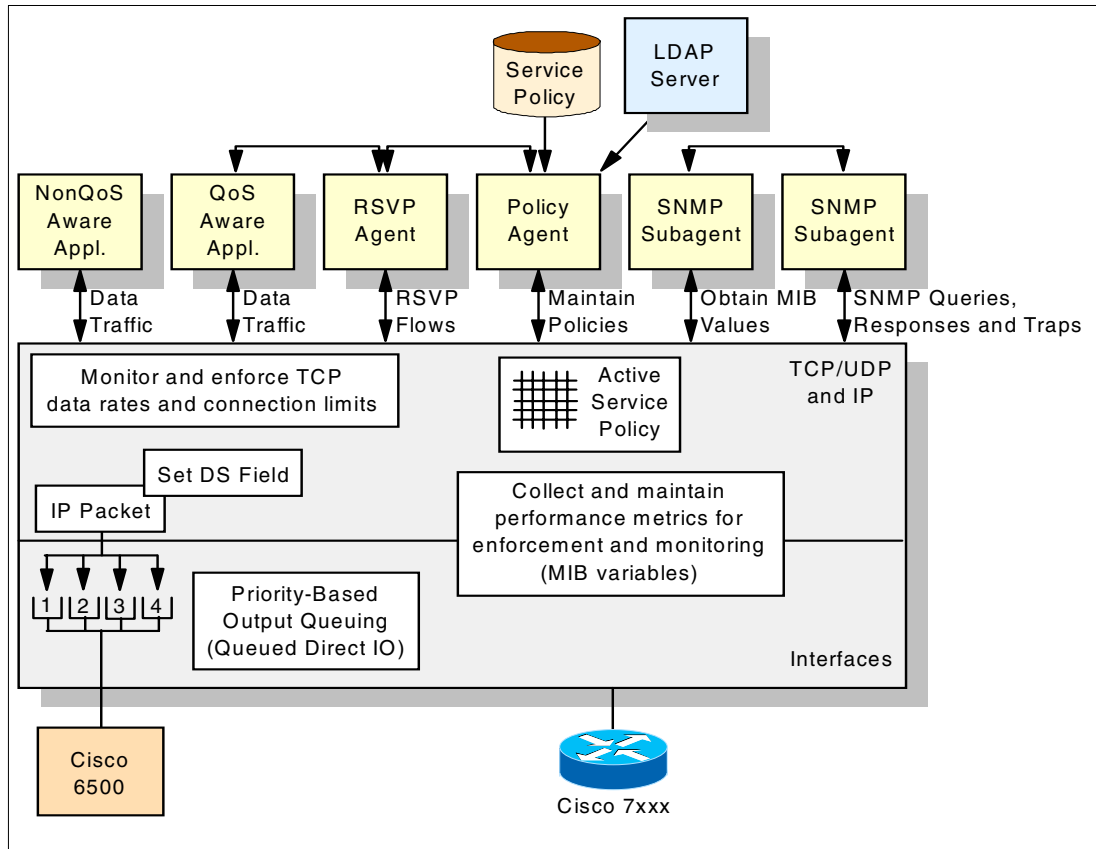 Service
Policy
LDAP
Server
NonQoS
Aware
Appl.
QoS
Aware
Appl.
RSVP
Agent
Policy
Agent
SNMP
Subagent
SNMP
Subagent
Data
Traffic
Data
Traffic
RSVP
Flows
Maintain
Policies
Obtain MIB
Values
SNMP Queries,
Responses and Traps
Monitor and enforce TCP
data rates and connection limits
Active
Service
Policy
TCP/UDP
and IP
Set DS Field
IP Packet
Collect and maintain
performance metrics for
enforcement and monitoring
(MIB variables)
1 2 3 4
Priority-Based
Output Queuing
(Queued Direct IO)
Interfaces
Cisco
6500
Cisco 7xxx